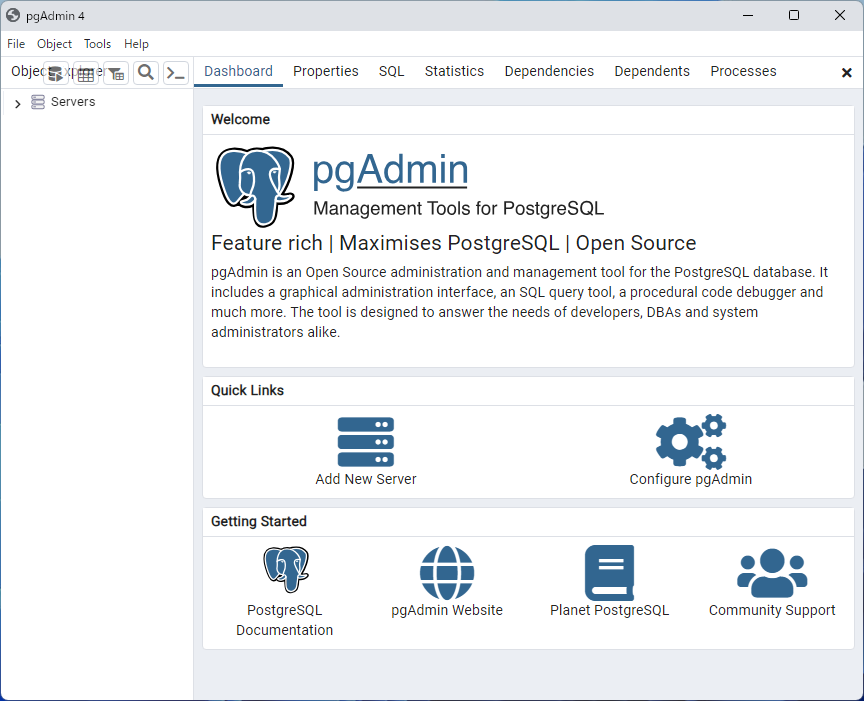 pgAdmin 4
File Object Tools Help
Object Explorer
Dashboard Properties SQL Statistics Dependencies Dependents Processes
Servers
Welcome
pgAdmin
Management Tools for PostgreSQL
Feature rich | Maximises PostgreSQL | Open Source
pgAdmin is an Open Source administration and management tool for the PostgreSQL database. It
includes a graphical administration interface, an SQL query tool, a procedural code debugger and
much more. The tool is designed to answer the needs of developers, DBAs and system
administrators alike.
Quick Links
Add New Server
Configure pgAdmin
Getting Started
PostgreSQL
Documentation
pgAdmin Website
Planet PostgreSQL
Community Support